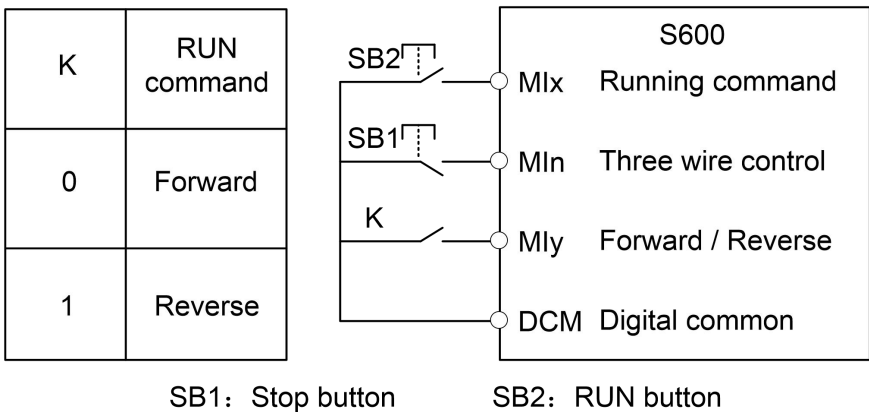 K RUN command
0 Forward
1 Reverse
S600
SB2 MIx Running command
SB1 MIn Three wire control
K MIy Forward / Reverse
DCM Digital common
SB1：Stop button SB2：RUN button